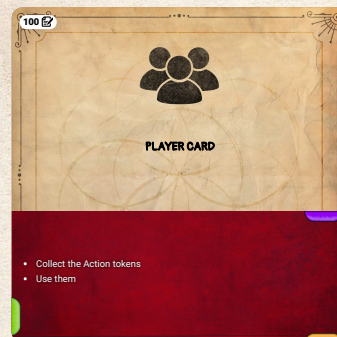 100
PLAYER CARD
• Collect the Action tokens
• Use them